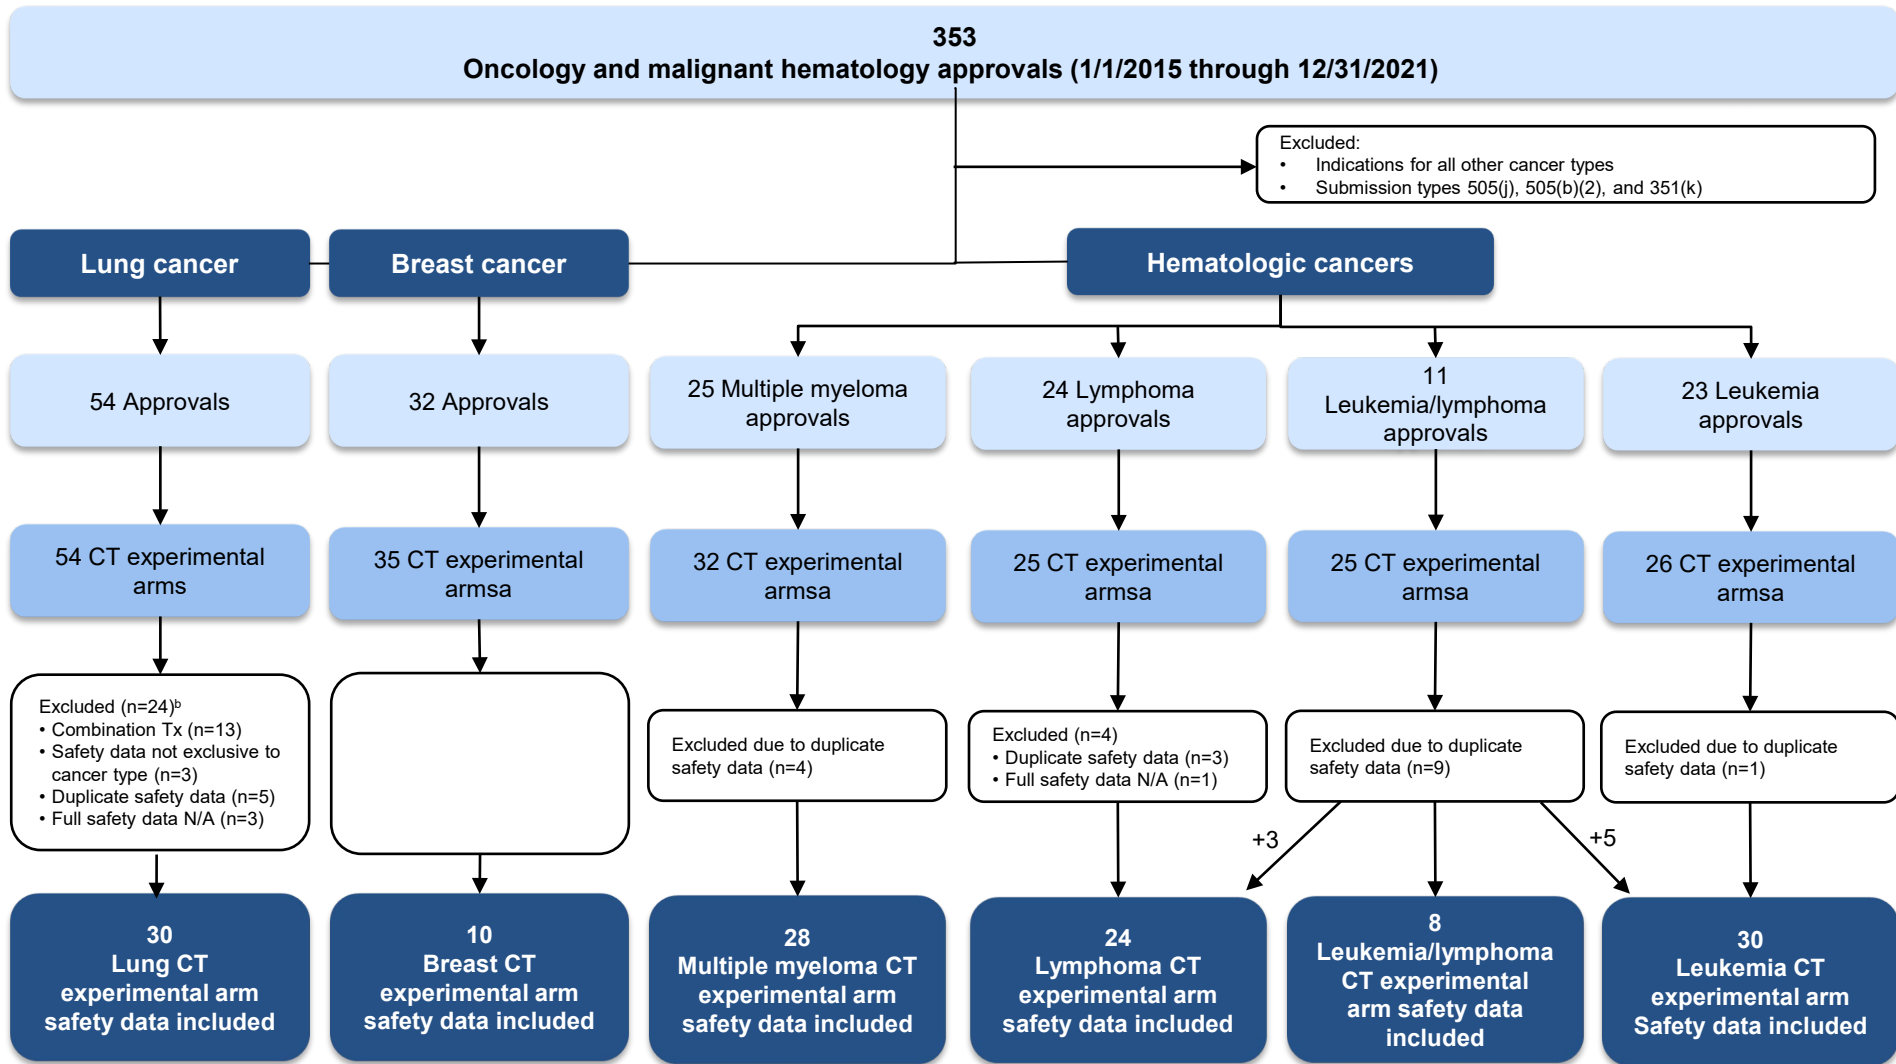 353
Oncology and malignant hematology approvals (1/1/2015 through 12/31/2021)
Excluded:
• Indications for all other cancer types
• Submission types 505(j), 505(b)(2), and 351(k)
Lung cancer
Breast cancer
Hematologic cancers
54 Approvals
32 Approvals
25 Multiple myeloma
approvals
24 Lymphoma
approvals
11
Leukemia/lymphoma
approvals
23 Leukemia
approvals
54 CT experimental
arms
35 CT experimental
armsa
32 CT experimental
armsa
25 CT experimental
armsa
25 CT experimental
armsa
26 CT experimental
armsa
Excluded (n=24)ᵇ
• Combination Tx (n=13)
• Safety data not exclusive to
cancer type (n=3)
• Duplicate safety data (n=5)
• Full safety data N/A (n=3)
Excluded due to duplicate
safety data (n=4)
Excluded (n=4)
• Duplicate safety data (n=3)
• Full safety data N/A (n=1)
Excluded due to duplicate
safety data (n=9)
Excluded due to duplicate
safety data (n=1)
+3
+5
30
Lung CT
experimental arm
safety data included
10
Breast CT
experimental arm
safety data included
28
Multiple myeloma CT
experimental arm
safety data included
24
Lymphoma CT
experimental arm
safety data included
8
Leukemia/lymphoma
CT experimental
arm safety data
included
30
Leukemia CT
experimental arm
Safety data included